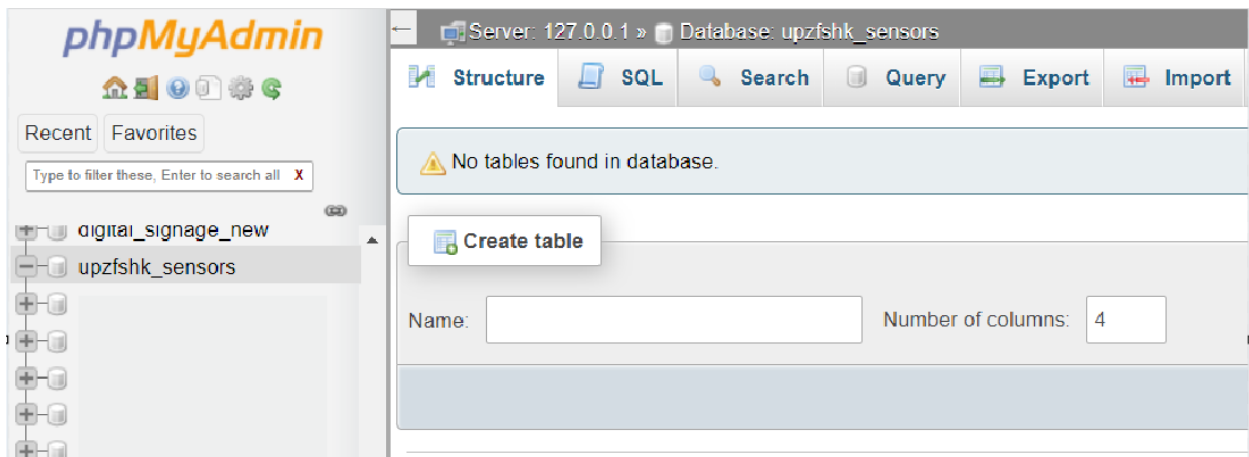 phpMyAdmin
Recent Favorites
Type to filter these, Enter to search all X
digital_signage_new
upzfshk_sensors
Server: 127.0.0.1 » Database: upzfshk_sensors
Structure SQL Search Query Export Import
No tables found in database.
Create table
Name: Number of columns: 4